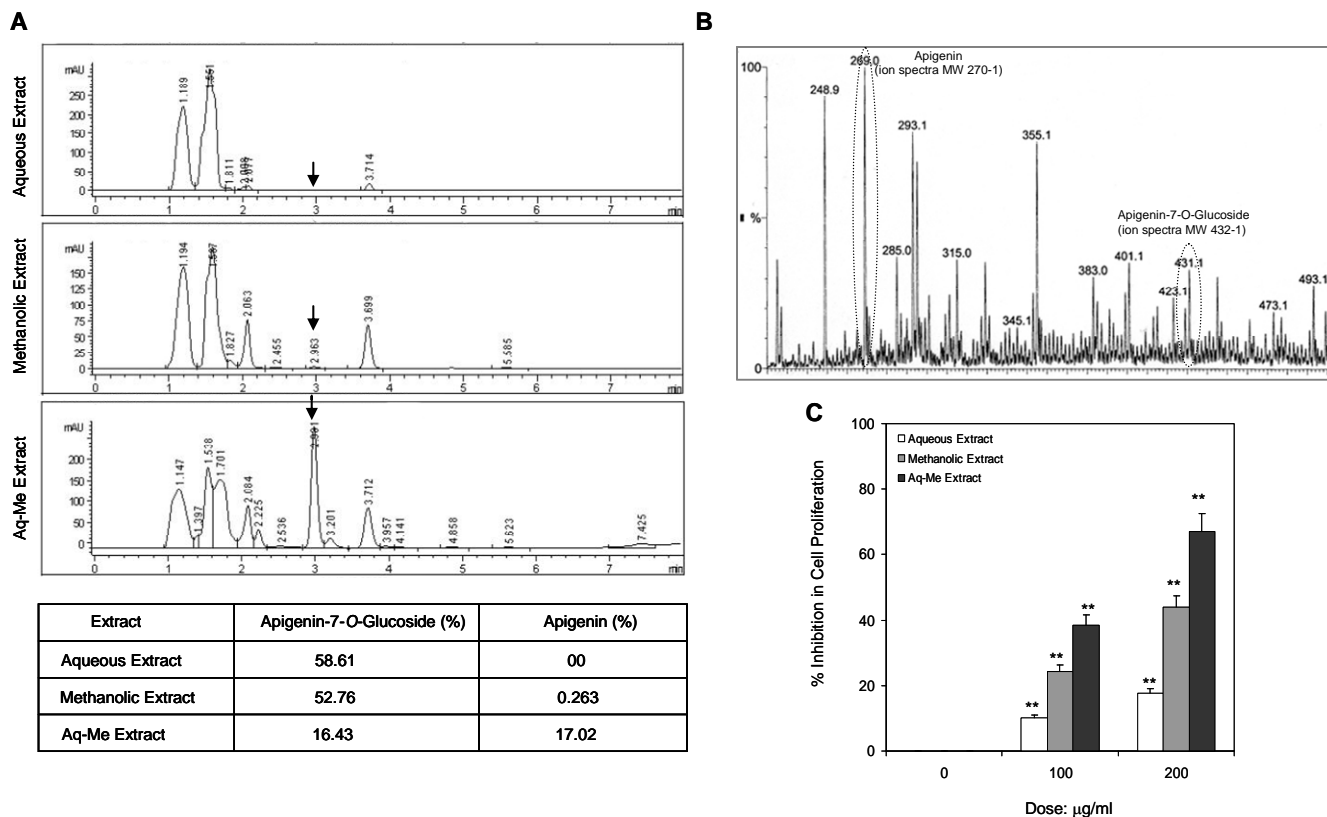 A
Aqueous Extract
mAU
250
200
150
100
50
0
1.189
1.551
1.811
2.077
3.714
0 1 2 3 4 5 6 7 min
Methanolic Extract
mAU
175
150
125
100
75
50
25
0
1.194
1.587
1.827
2.063
2.455
2.963
3.699
5.585
0 1 2 3 4 5 6 7 min
Aq-Me Extract
mAU
200
150
100
50
0
1.147
1.397
1.538
1.701
2.084
2.225
2.536
3.201
3.712
3.957
4.141
4.858
5.623
7.425
0 1 2 3 4 5 6 7 min
Extract Apigenin-7-O-Glucoside (%) Apigenin (%)
Aqueous Extract 58.61 00
Methanolic Extract 52.76 0.263
Aq-Me Extract 16.43 17.02
B
100
%
0
248.9
269.0
Apigenin
(ion spectra MW 270-1)
293.1
285.0
315.0
345.1
355.1
383.0
401.1
423.1
431.1
Apigenin-7-O-Glucoside
(ion spectra MW 432-1)
473.1
493.1
C
% Inhibition in Cell Proliferation
100
80
60
40
20
0
Aqueous Extract
Methanolic Extract
Aq-Me Extract
** ** **
** ** **
0 100 200
Dose: µg/ml